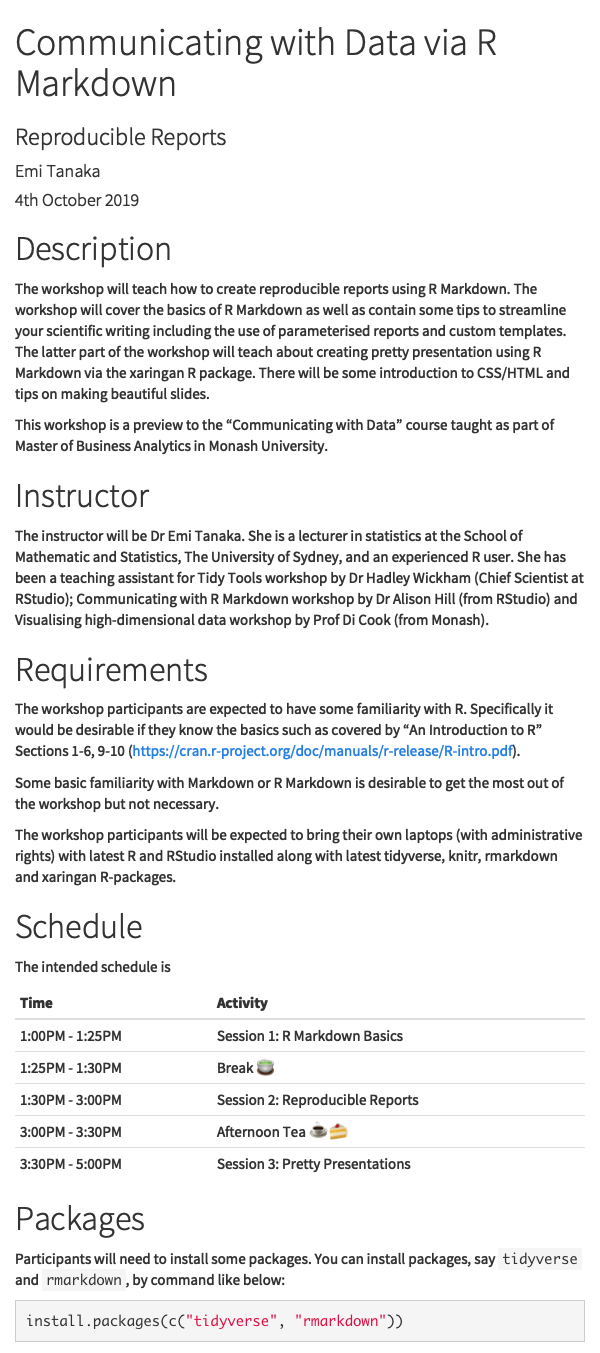 Communicating with Data via R
Markdown
Reproducible Reports
Emi Tanaka
4th October 2019
Description
The workshop will teach how to create reproducible reports using R Markdown. The
workshop will cover the basics of R Markdown as well as contain some tips to streamline
your scientific writing including the use of parameterised reports and custom templates.
The latter part of the workshop will teach about creating pretty presentation using R
Markdown via the xaringan R package. There will be some introduction to CSS/HTML and
tips on making beautiful slides.
This workshop is a preview to the “Communicating with Data” course taught as part of
Master of Business Analytics in Monash University.
Instructor
The instructor will be Dr Emi Tanaka. She is a lecturer in statistics at the School of
Mathematic and Statistics, The University of Sydney, and an experienced R user. She has
been a teaching assistant for Tidy Tools workshop by Dr Hadley Wickham (Chief Scientist at
RStudio); Communicating with R Markdown workshop by Dr Alison Hill (from RStudio) and
Visualising high-dimensional data workshop by Prof Di Cook (from Monash).
Requirements
The workshop participants are expected to have some familiarity with R. Specifically it
would be desirable if they know the basics such as covered by “An Introduction to R”
Sections 1-6, 9-10 (https://cran.r-project.org/doc/manuals/r-release/R-intro.pdf).
Some basic familiarity with Markdown or R Markdown is desirable to get the most out of
the workshop but not necessary.
The workshop participants will be expected to bring their own laptops (with administrative
rights) with latest R and RStudio installed along with latest tidyverse, knitr, rmarkdown
and xaringan R-packages.
Schedule
The intended schedule is
Time Activity
1:00PM - 1:25PM Session 1: R Markdown Basics
1:25PM - 1:30PM Break 🍵
1:30PM - 3:00PM Session 2: Reproducible Reports
3:00PM - 3:30PM Afternoon Tea ☕🍰
3:30PM - 5:00PM Session 3: Pretty Presentations
Packages
Participants will need to install some packages. You can install packages, say tidyverse
and rmarkdown , by command like below:
install.packages(c("tidyverse", "rmarkdown"))